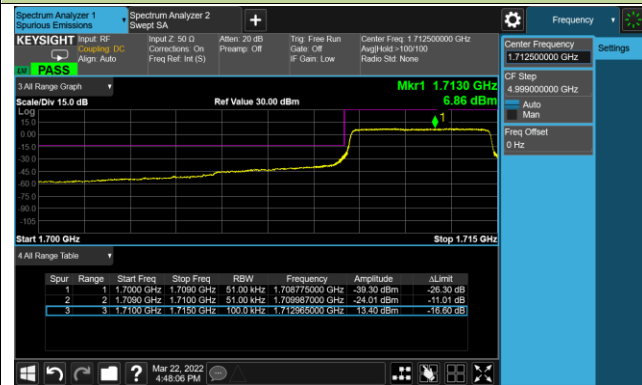 Spectrum Analyzer 1
Spurious Emissions
Spectrum Analyzer 2
Swept SA
+
Frequency
KEYSIGHT
Input: RF
Coupling: DC
Align: Auto
Input Z: 50 Ω
Corrections: On
Freq Ref: Int (S)
Atten: 20 dB
Preamp: Off
Trig: Free Run
Gate: Off
IF Gain: Low
Center Freq: 1.712500000 GHz
Avg|Hold:>100/100
Radio Std: None
PASS
Center Frequency
1.712500000 GHz
Settings
CF Step
4.999000000 GHz
Auto
Man
Freq Offset
0 Hz
3 All Range Graph
Mkr1 1.7130 GHz
Scale/Div 15.0 dB
Ref Value 30.00 dBm
6.86 dBm
Log
15.0
0.00
-15.0
-30.0
-45.0
-60.0
-75.0
-90.0
-105
1
Start 1.700 GHz
Stop 1.715 GHz
4 All Range Table
Spur Range Start Freq Stop Freq RBW Frequency Amplitude ΔLimit
1 1 1.7000 GHz 1.7090 GHz 51.00 kHz 1.708775000 GHz -39.30 dBm -26.30 dB
2 2 1.7090 GHz 1.7100 GHz 51.00 kHz 1.709987000 GHz -24.01 dBm -11.01 dB
3 3 1.7100 GHz 1.7150 GHz 100.0 kHz 1.712965000 GHz 13.40 dBm -16.60 dB
?
Mar 22, 2022
4:48:06 PM